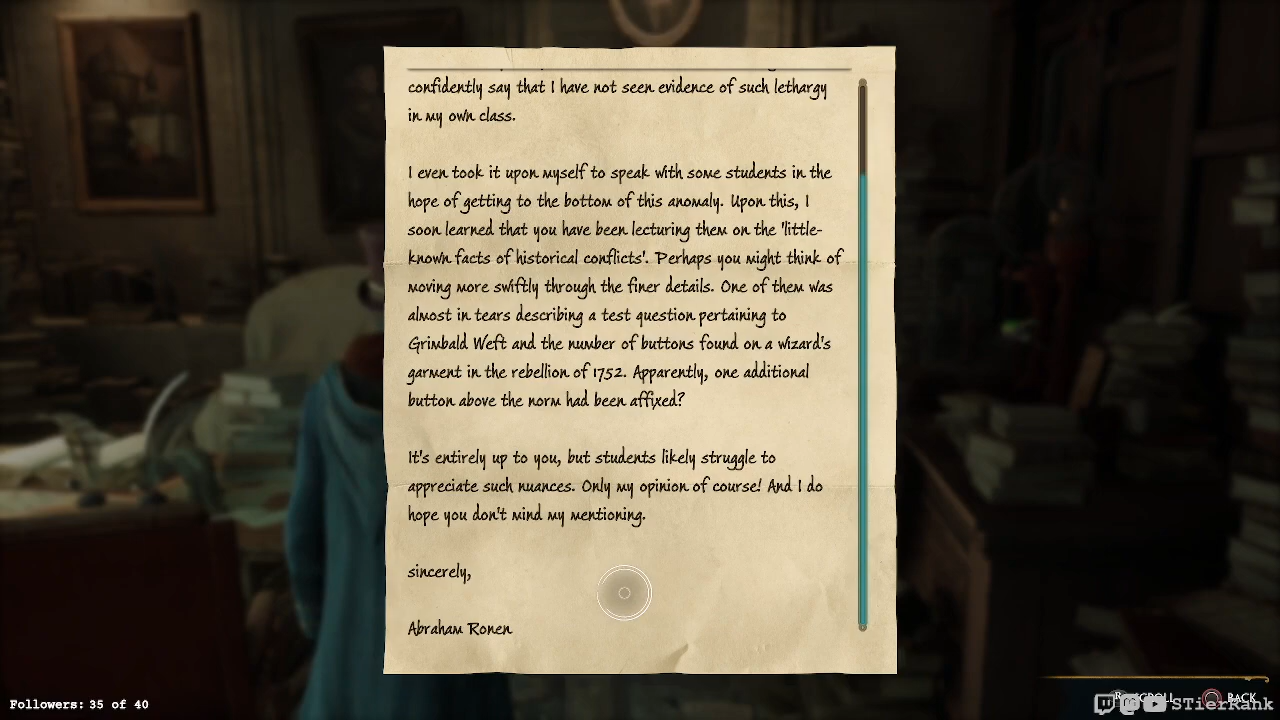 confidently say that I have not seen evidence of such lethargy
in my own class.
I even took it upon myself to speak with some students in the
hope of getting to the bottom of this anomaly. Upon this, I
soon learned that you have been lecturing them on the 'little-
known facts of historical conflicts'. Perhaps you might think of
moving more swiftly through the finer details. One of them was
almost in tears describing a test question pertaining to
Grimbald Weft and the number of buttons found on a wizard's
garment in the rebellion of 1752. Apparently, one additional
button above the norm had been affixed?
It's entirely up to you, but students likely struggle to
appreciate such nuances. Only my opinion of course! And I do
hope you don't mind my mentioning.
sincerely,
Abraham Ronen
Followers: 35 of 40
SCROLL BACK
STierRank